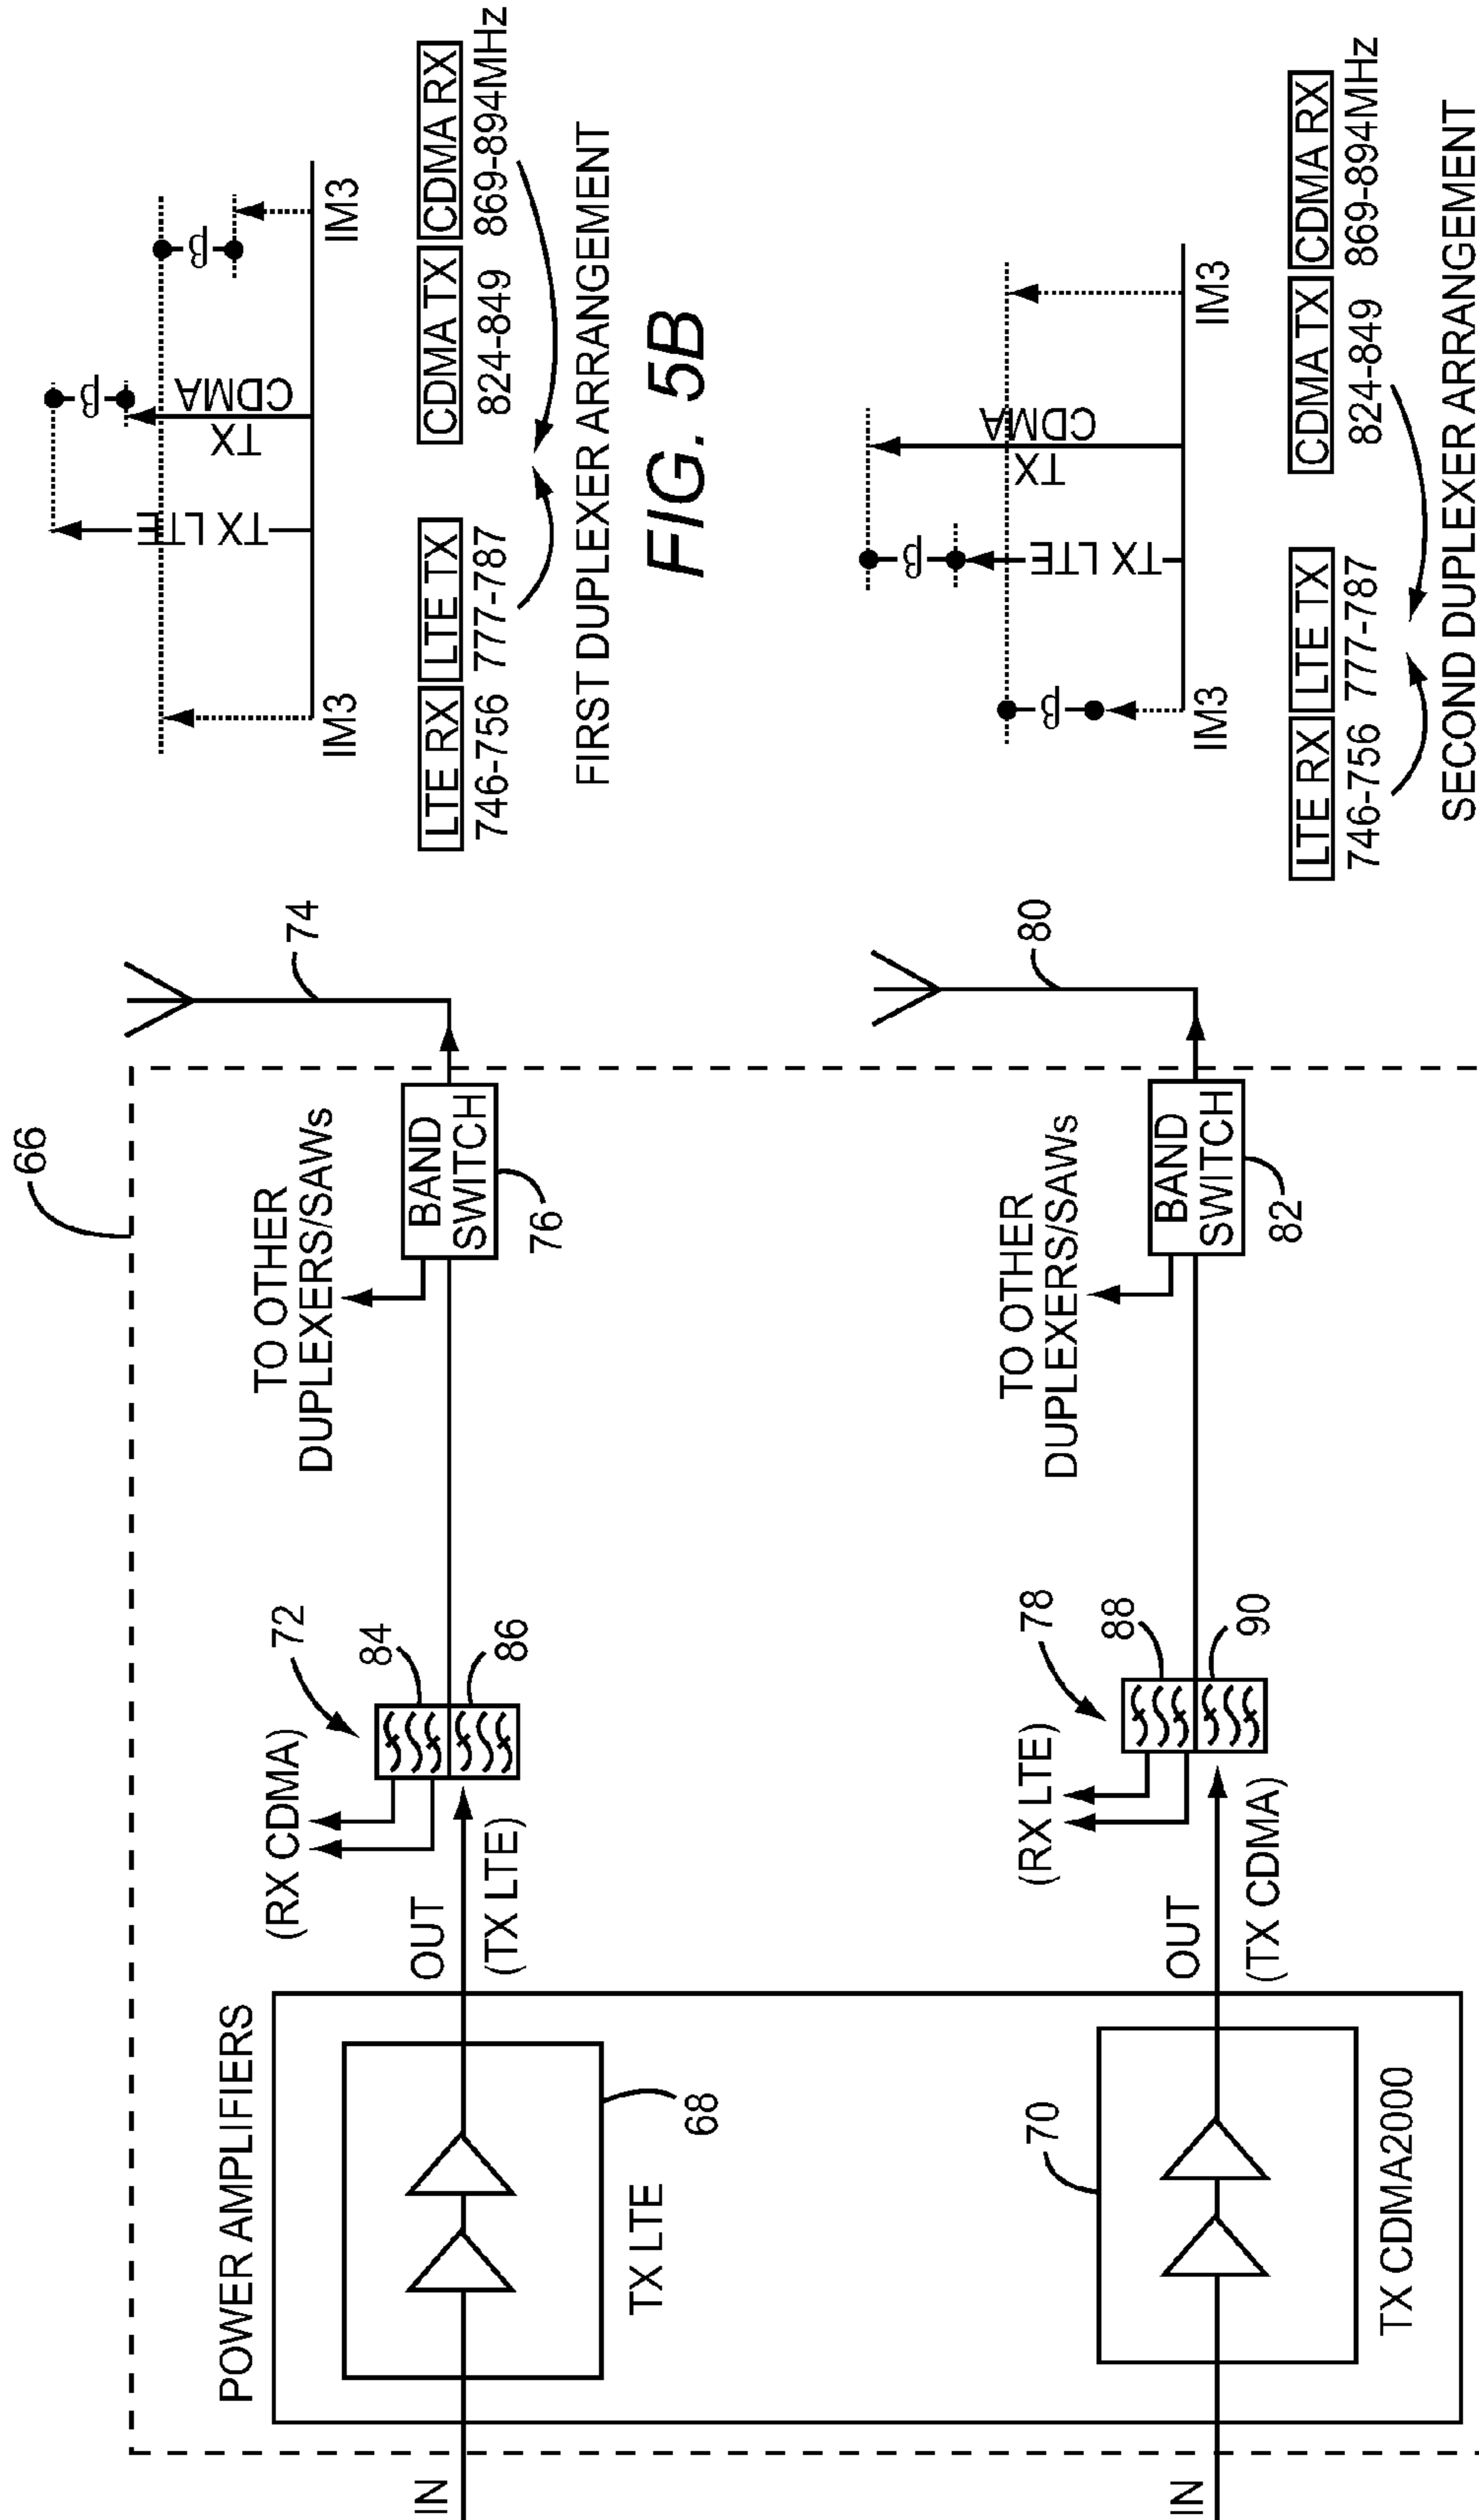 66
POWER AMPLIFIERS
IN
68
TX LTE
OUT
(TX LTE)
(RX CDMA)
72
84
86
TO OTHER
DUPLEXERS/SAWs
BAND
SWITCH
76
74
IN
70
TX CDMA2000
OUT
(TX CDMA)
(RX LTE)
78
88
90
TO OTHER
DUPLEXERS/SAWs
BAND
SWITCH
82
80
TX LTE
TX
CDMA
β
β
IM3
IM3
LTE RX LTE TX CDMA TX CDMA RX
746-756 777-787 824-849 869-894MHz
FIRST DUPLEXER ARRANGEMENT
FIG. 5B
β
β
TX LTE
TX
CDMA
IM3
IM3
LTE RX LTE TX CDMA TX CDMA RX
746-756 777-787 824-849 869-894MHz
SECOND DUPLEXER ARRANGEMENT